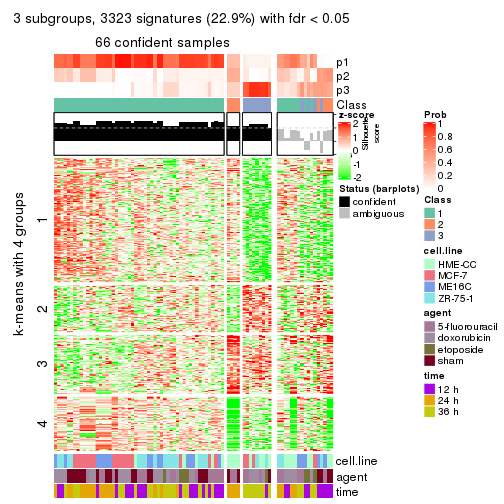 3 subgroups, 3323 signatures (22.9%) with fdr < 0.05
66 confident samples
p1
p2
p3
Class
z-score
2
1
0
-1
-2
Silhouette
score
Prob
1
0.8
0.6
0.4
0.2
0
Status (barplots)
confident
ambiguous
Class
1
2
3
cell.line
HME-CC
MCF-7
ME16C
ZR-75-1
agent
5-fluorouracil
doxorubicin
etoposide
sham
time
12 h
24 h
36 h
k-means with 4 groups
1
2
3
4
cell.line
agent
time